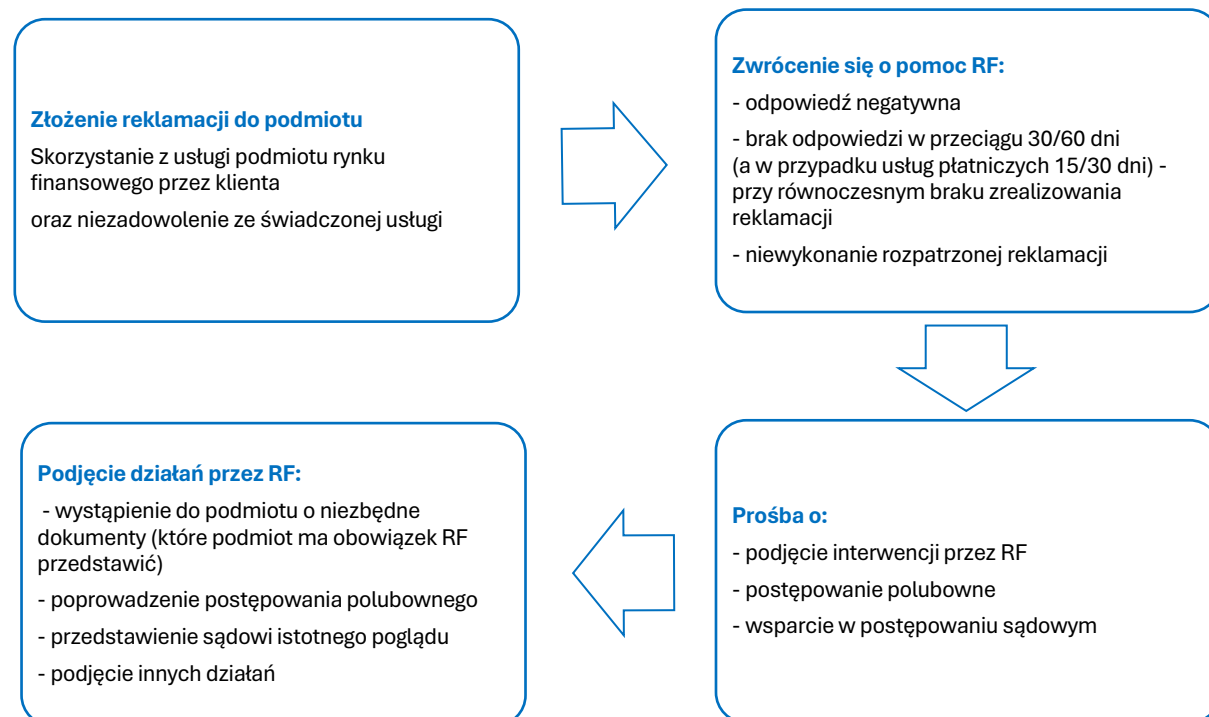 Złożenie reklamacji do podmiotu
Skorzystanie z usługi podmiotu rynku
finansowego przez klienta
oraz niezadowolenie ze świadczonej usługi
Zwrócenie się o pomoc RF:
- odpowiedź negatywna
- brak odpowiedzi w przeciągu 30/60 dni
(a w przypadku usług płatniczych 15/30 dni) -
przy równoczesnym braku zrealizowania
reklamacji
- niewykonanie rozpatrzonej reklamacji
Prośba o:
- podjęcie interwencji przez RF
- postępowanie polubowne
- wsparcie w postępowaniu sądowym
Podjęcie działań przez RF:
- wystąpienie do podmiotu o niezbędne
dokumenty (które podmiot ma obowiązek RF
przedstawić)
- poprowadzenie postępowania polubownego
- przedstawienie sądowi istotnego poglądu
- podjęcie innych działań